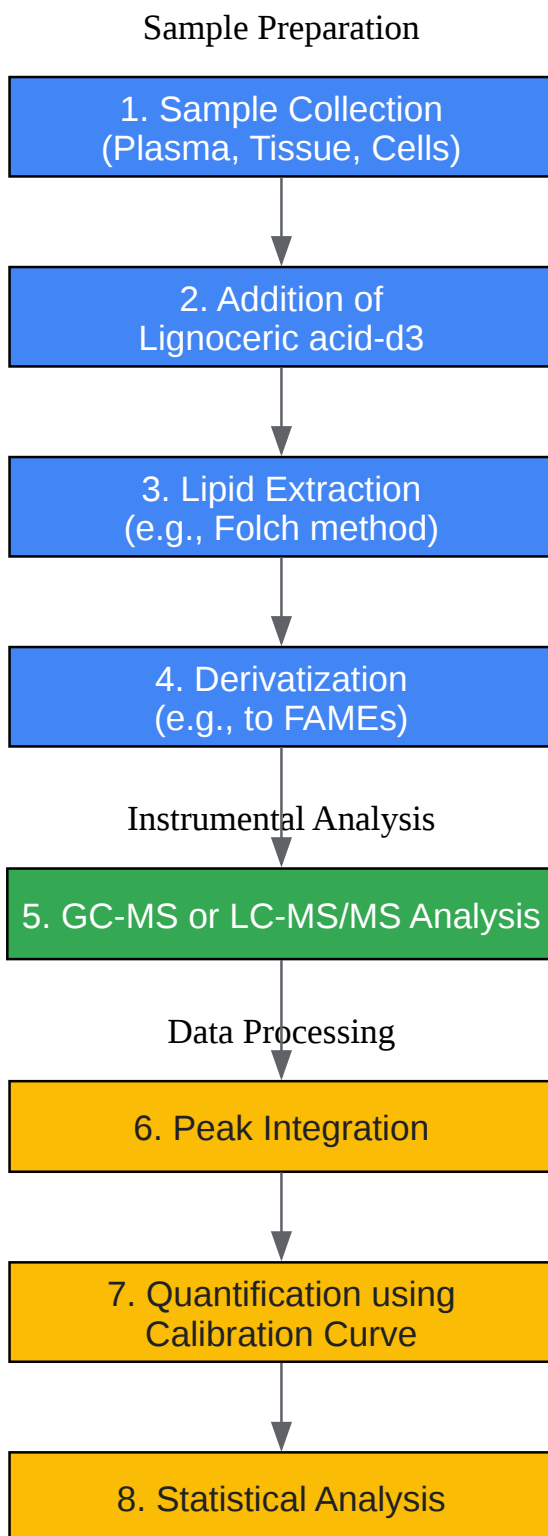 Sample Preparation
1. Sample Collection
(Plasma, Tissue, Cells)
2. Addition of
Lignoceric acid-d3
3. Lipid Extraction
(e.g., Folch method)
4. Derivatization
(e.g., to FAMEs)
Instrumental Analysis
5. GC-MS or LC-MS/MS Analysis
Data Processing
6. Peak Integration
7. Quantification using
Calibration Curve
8. Statistical Analysis